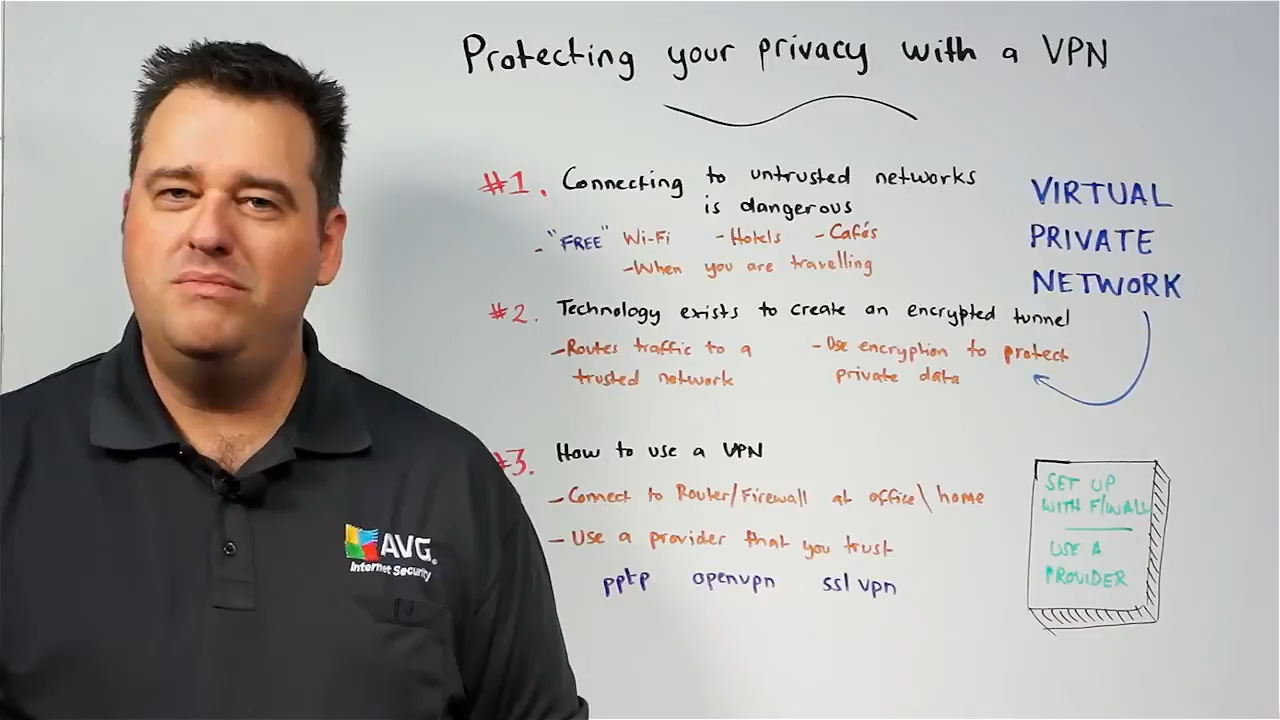 Protecting your privacy with a VPN
#1. Connecting to untrusted networks
is dangerous
- "FREE" Wi-Fi - Hotels - Cafés
- When you are travelling
VIRTUAL
PRIVATE
NETWORK
#2. Technology exists to create an encrypted tunnel
- Routes traffic to a
trusted network
- Use encryption to protect
private data
#3. How to use a VPN
- Connect to Router/Firewall at office\home
- Use a provider that you trust
pptp openvpn ssl vpn
SET UP
WITH F/WALL
USE A
PROVIDER
AVG.
Internet Security